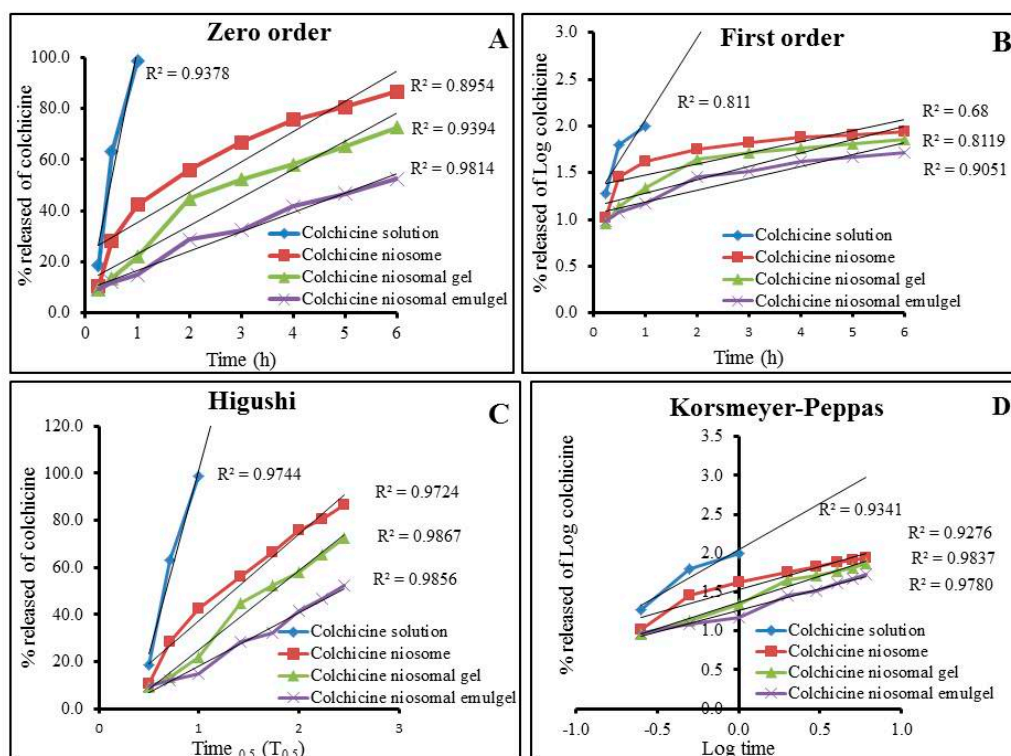 Zero order
A
% released of colchicine
100.0
80.0
60.0
40.0
20.0
0.0
R² = 0.9378
R² = 0.8954
R² = 0.9394
R² = 0.9814
Colchicine solution
Colchicine niosome
Colchicine niosomal gel
Colchicine niosomal emulgel
0 1 2 3 4 5 6
Time (h)
First order
B
% released of Log colchicine
3.0
2.5
2.0
1.5
1.0
0.5
0.0
R² = 0.811
R² = 0.68
R² = 0.8119
R² = 0.9051
Colchicine solution
Colchicine niosome
Colchicine niosomal gel
Colchicine niosomal emulgel
0 1 2 3 4 5 6
Time (h)
Higushi
C
% released of colchicine
120.0
100.0
80.0
60.0
40.0
20.0
0.0
R² = 0.9744
R² = 0.9724
R² = 0.9867
R² = 0.9856
Colchicine solution
Colchicine niosome
Colchicine niosomal gel
Colchicine niosomal emulgel
0 1 2 3
Time 0.5 (T0.5)
Korsmeyer-Peppas
D
% released of Log colchicine
3.5
3.0
2.5
2.0
1.5
1.0
0.5
0.0
R² = 0.9341
R² = 0.9276
R² = 0.9837
R² = 0.9780
Colchicine solution
Colchicine niosome
Colchicine niosomal gel
Colchicine niosomal emulgel
-1.0 -0.5 0.0 0.5 1.0
Log time